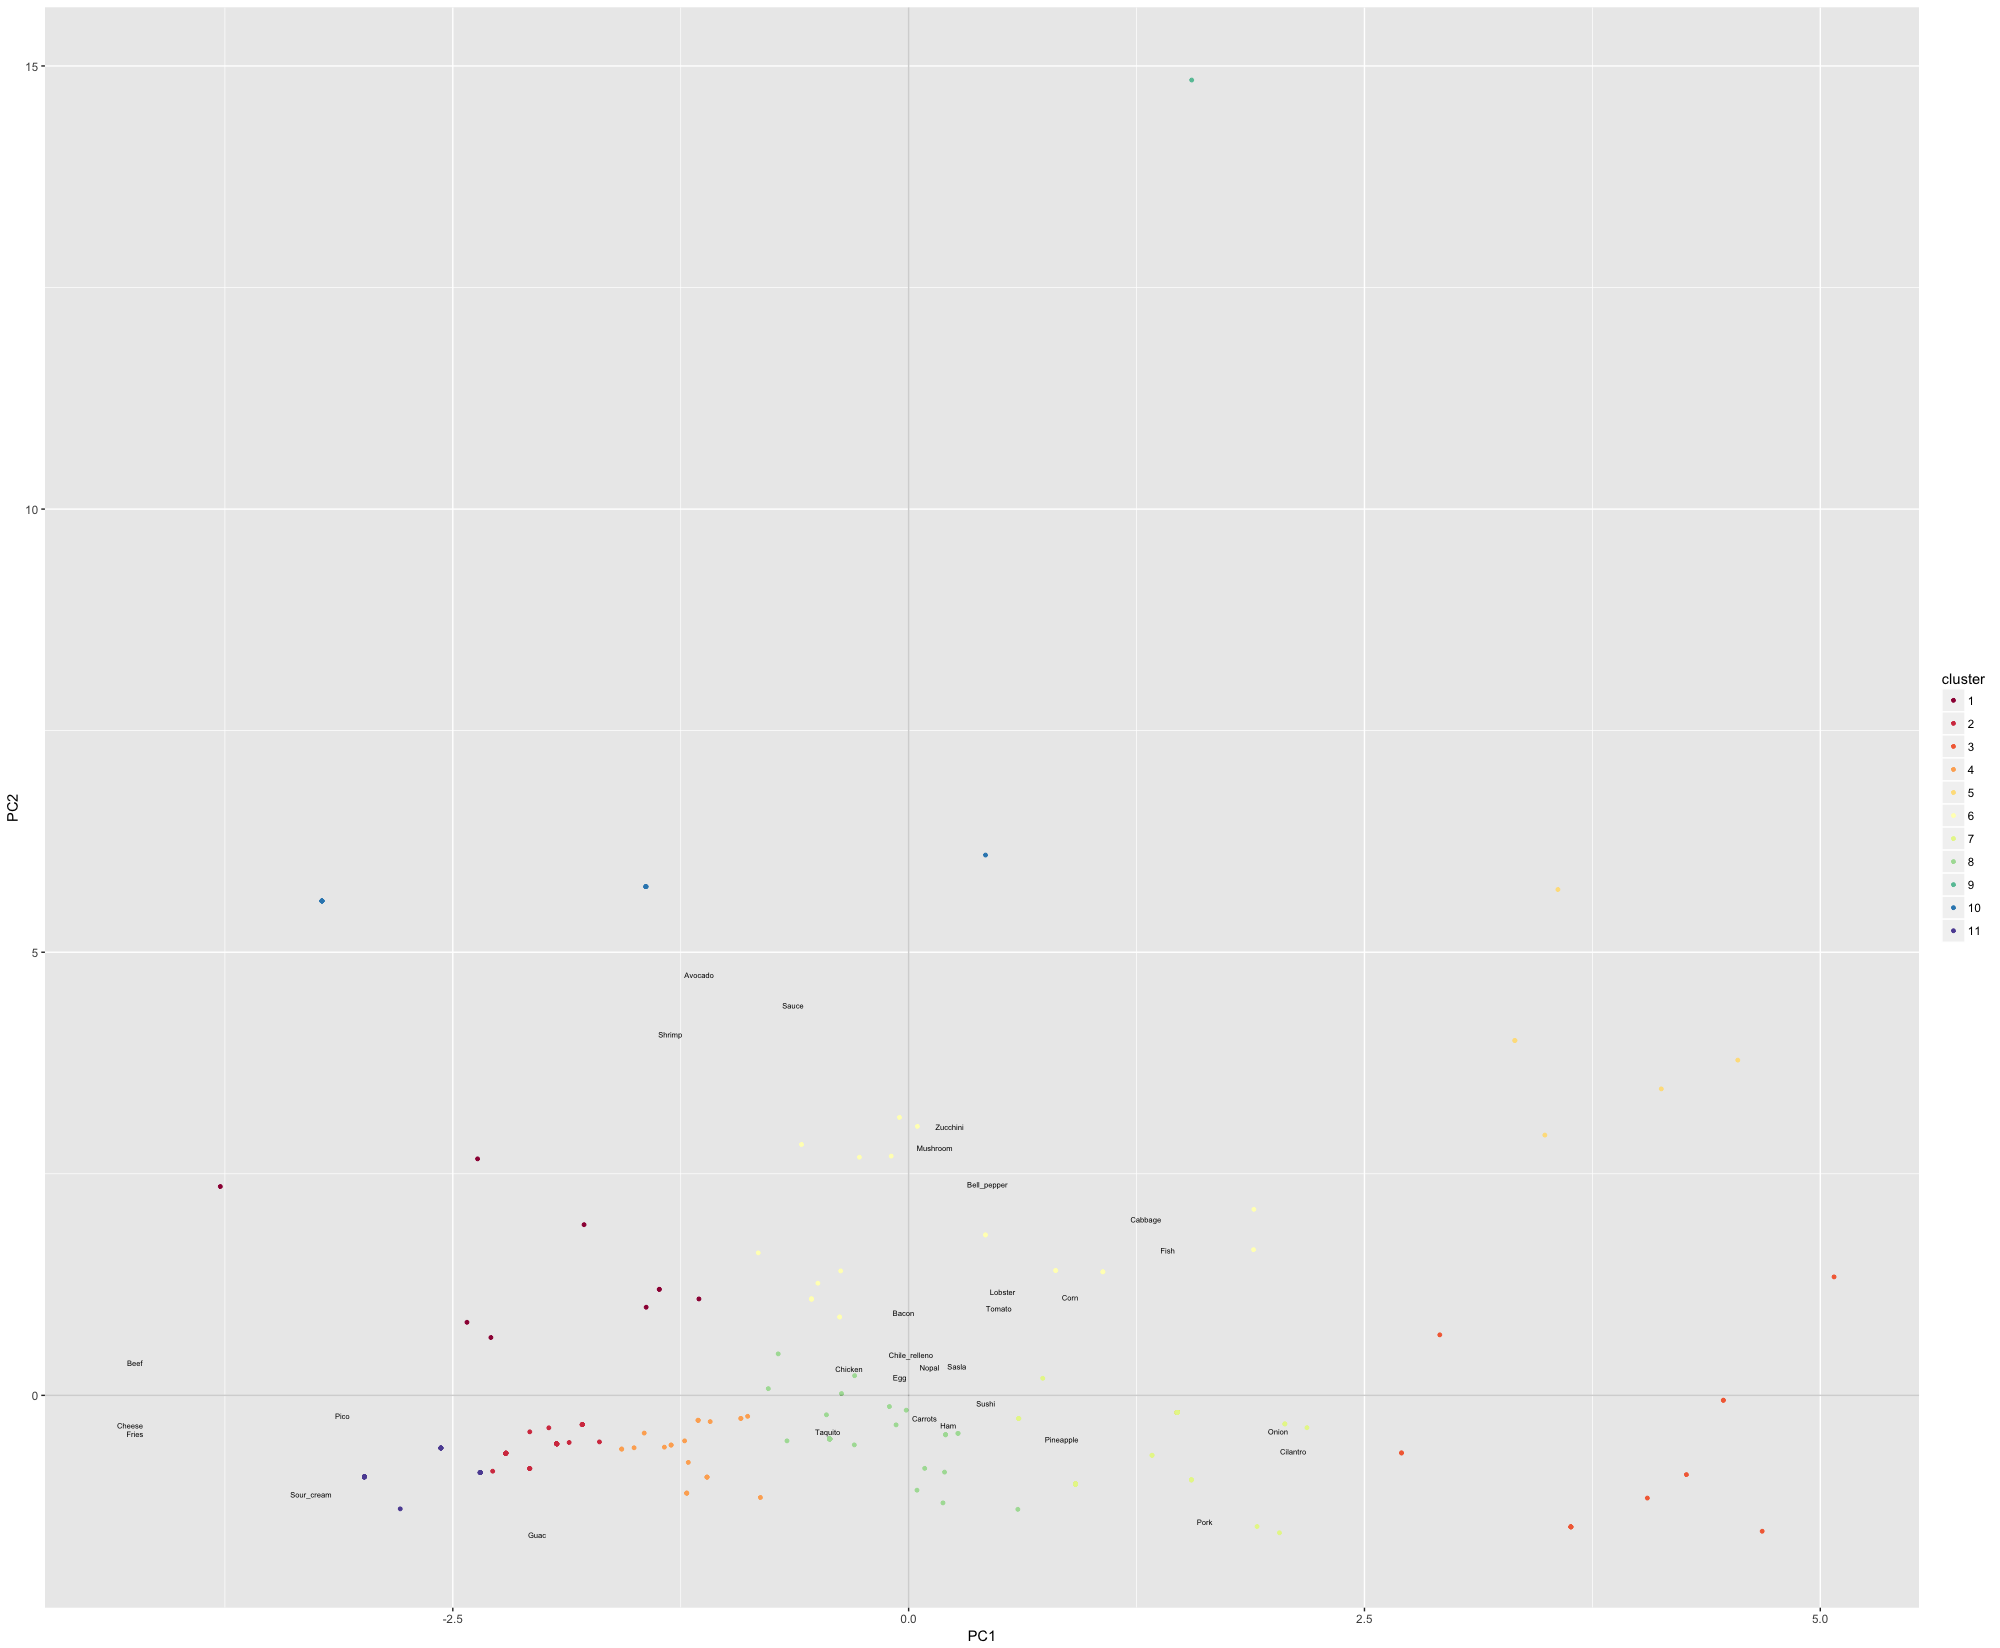 15
10
5
0
PC2
Avocado
Sauce
Shrimp
Zucchini
Mushroom
Bell_pepper
Cabbage
Fish
Lobster
Corn
Tomato
Bacon
Chile_relleno
Beef
Chicken
Nopal
Sasla
Egg
Sushi
Pico
Carrots
Cheese
Ham
Fries
Taquito
Onion
Pineapple
Cilantro
Sour_cream
Pork
Guac
-2.5
0.0
2.5
5.0
PC1
cluster
1
2
3
4
5
6
7
8
9
10
11